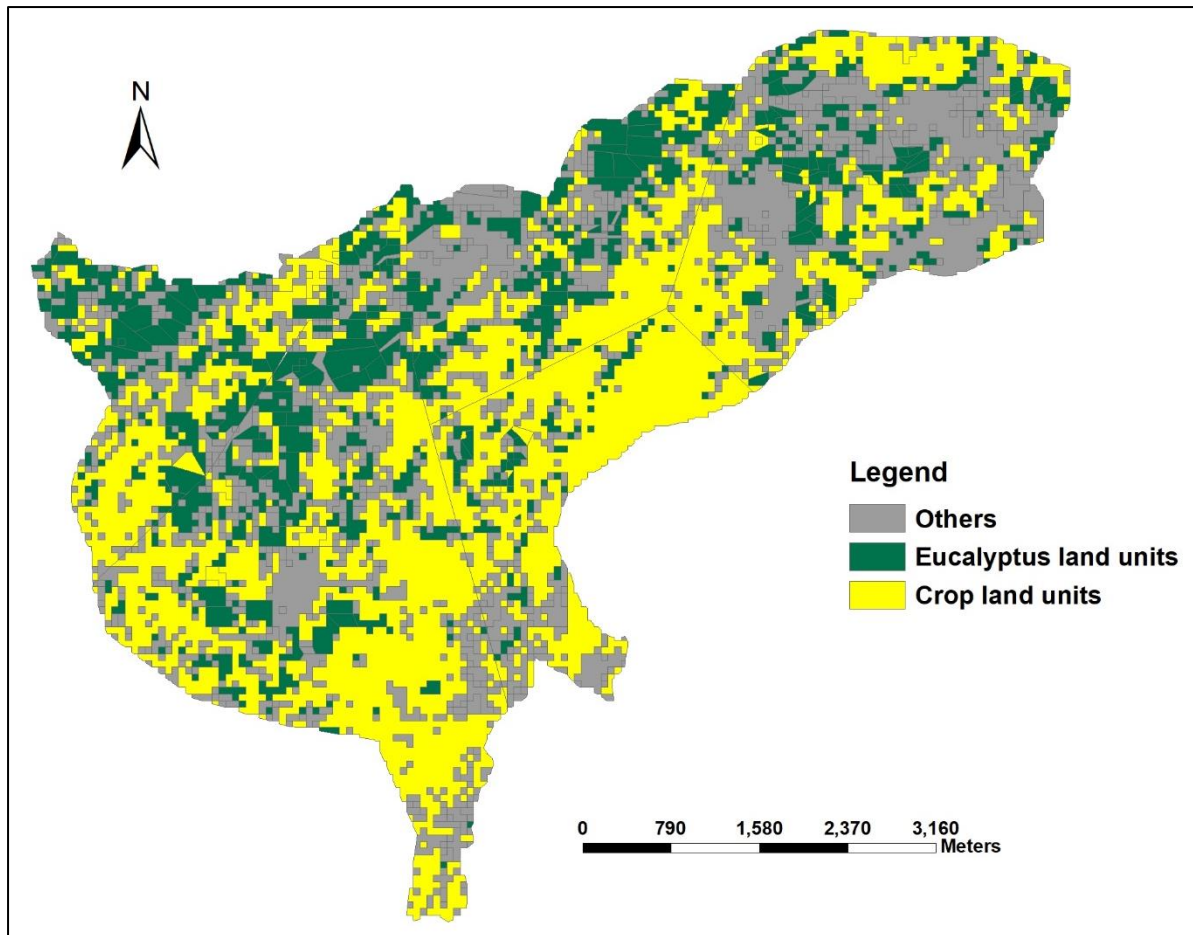 N
Legend
Others
Eucalyptus land units
Crop land units
0 790 1,580 2,370 3,160
Meters